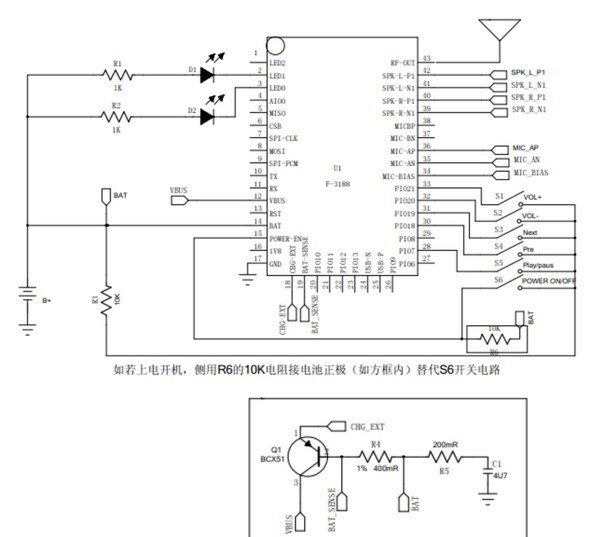 1 LED2
2 LED1
3 LED0
4 AIO0
5 MISO
6 CSB
7 SPI-CLK
8 MOSI
9 SPI-PCM
10 TX
11 RX
12 VBUS
13 RST
14 BAT
15 POWER-EN
16 1V8
17 GND
U1
F-3188
RF-OUT 43
SPK-L-P1 42
SPK-L-N1 41
SPK-R-P1 40
SPK-R-N1 39
MICBP 38
MIC-BN 37
MIC-AP 36
MIC-AN 35
MIC-BIAS 34
PIO21 33
PIO20 32
PIO19 31
PIO18 30
PIO8 29
PIO7 28
PIO6 27
CHG-EXT 18
BAT-SENSE 19
PIO10 20
PIO11 21
PIO12 22
PIO13 23
USB-N 24
USB-P 25
PIO9 26
R1
1K
D1
R2
1K
D2
VBUS
BAT
R3
10K
B+
CHG-EXT
BAT_SENSE
SPK_L_P1
SPK_L_N1
SPK_R_P1
SPK_R_N1
MIC_AP
MIC_AN
MIC_BIAS
S1 VOL+
S2 VOL-
S3 Next
S4 Pre
S5 Play/paus
S6 POWER ON/OFF
10K
R6
BAT
如若上电开机，侧用R6的10K电阻接电池正极（如方框内）替代S6开关电路
CHG_EXT
Q1
BCX51
1
2
3
R4
1% 400mR
200mR
R5
C1
4U7
VBUS
BAT_SENSE
BAT